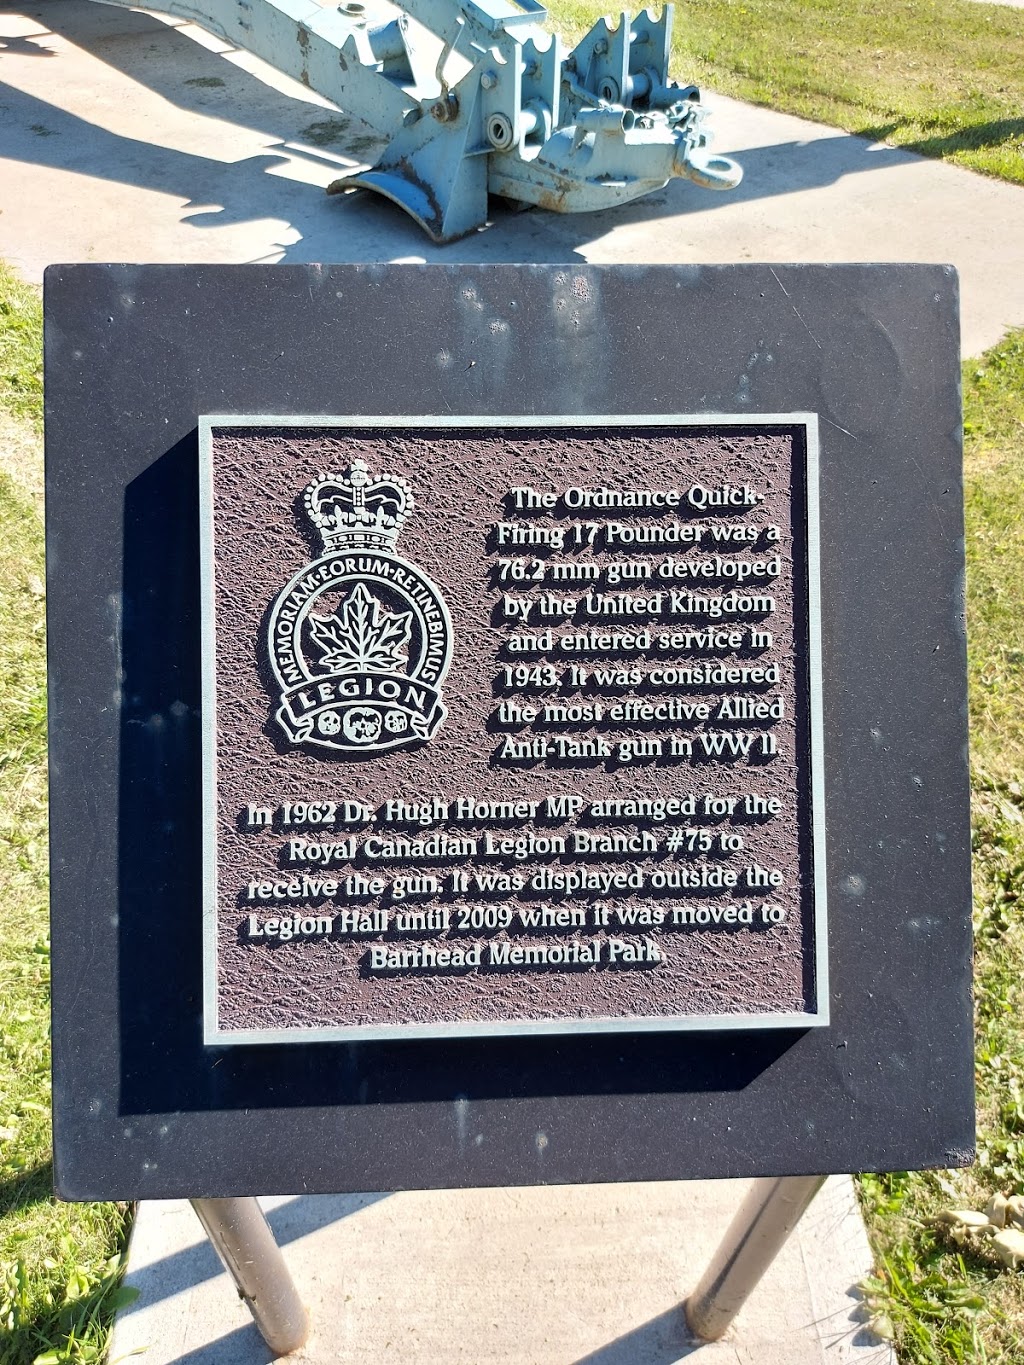 MEMORIAM·EORUM·RETINEBIMUS
LEGION
The Ordnance Quick-
Firing 17 Pounder was a
76.2 mm gun developed
by the United Kingdom
and entered service in
1943. It was considered
the most effective Allied
Anti-Tank gun in WW II.
In 1962 Dr. Hugh Horner MP arranged for the
Royal Canadian Legion Branch #75 to
receive the gun. It was displayed outside the
Legion Hall until 2009 when it was moved to
Barrhead Memorial Park.